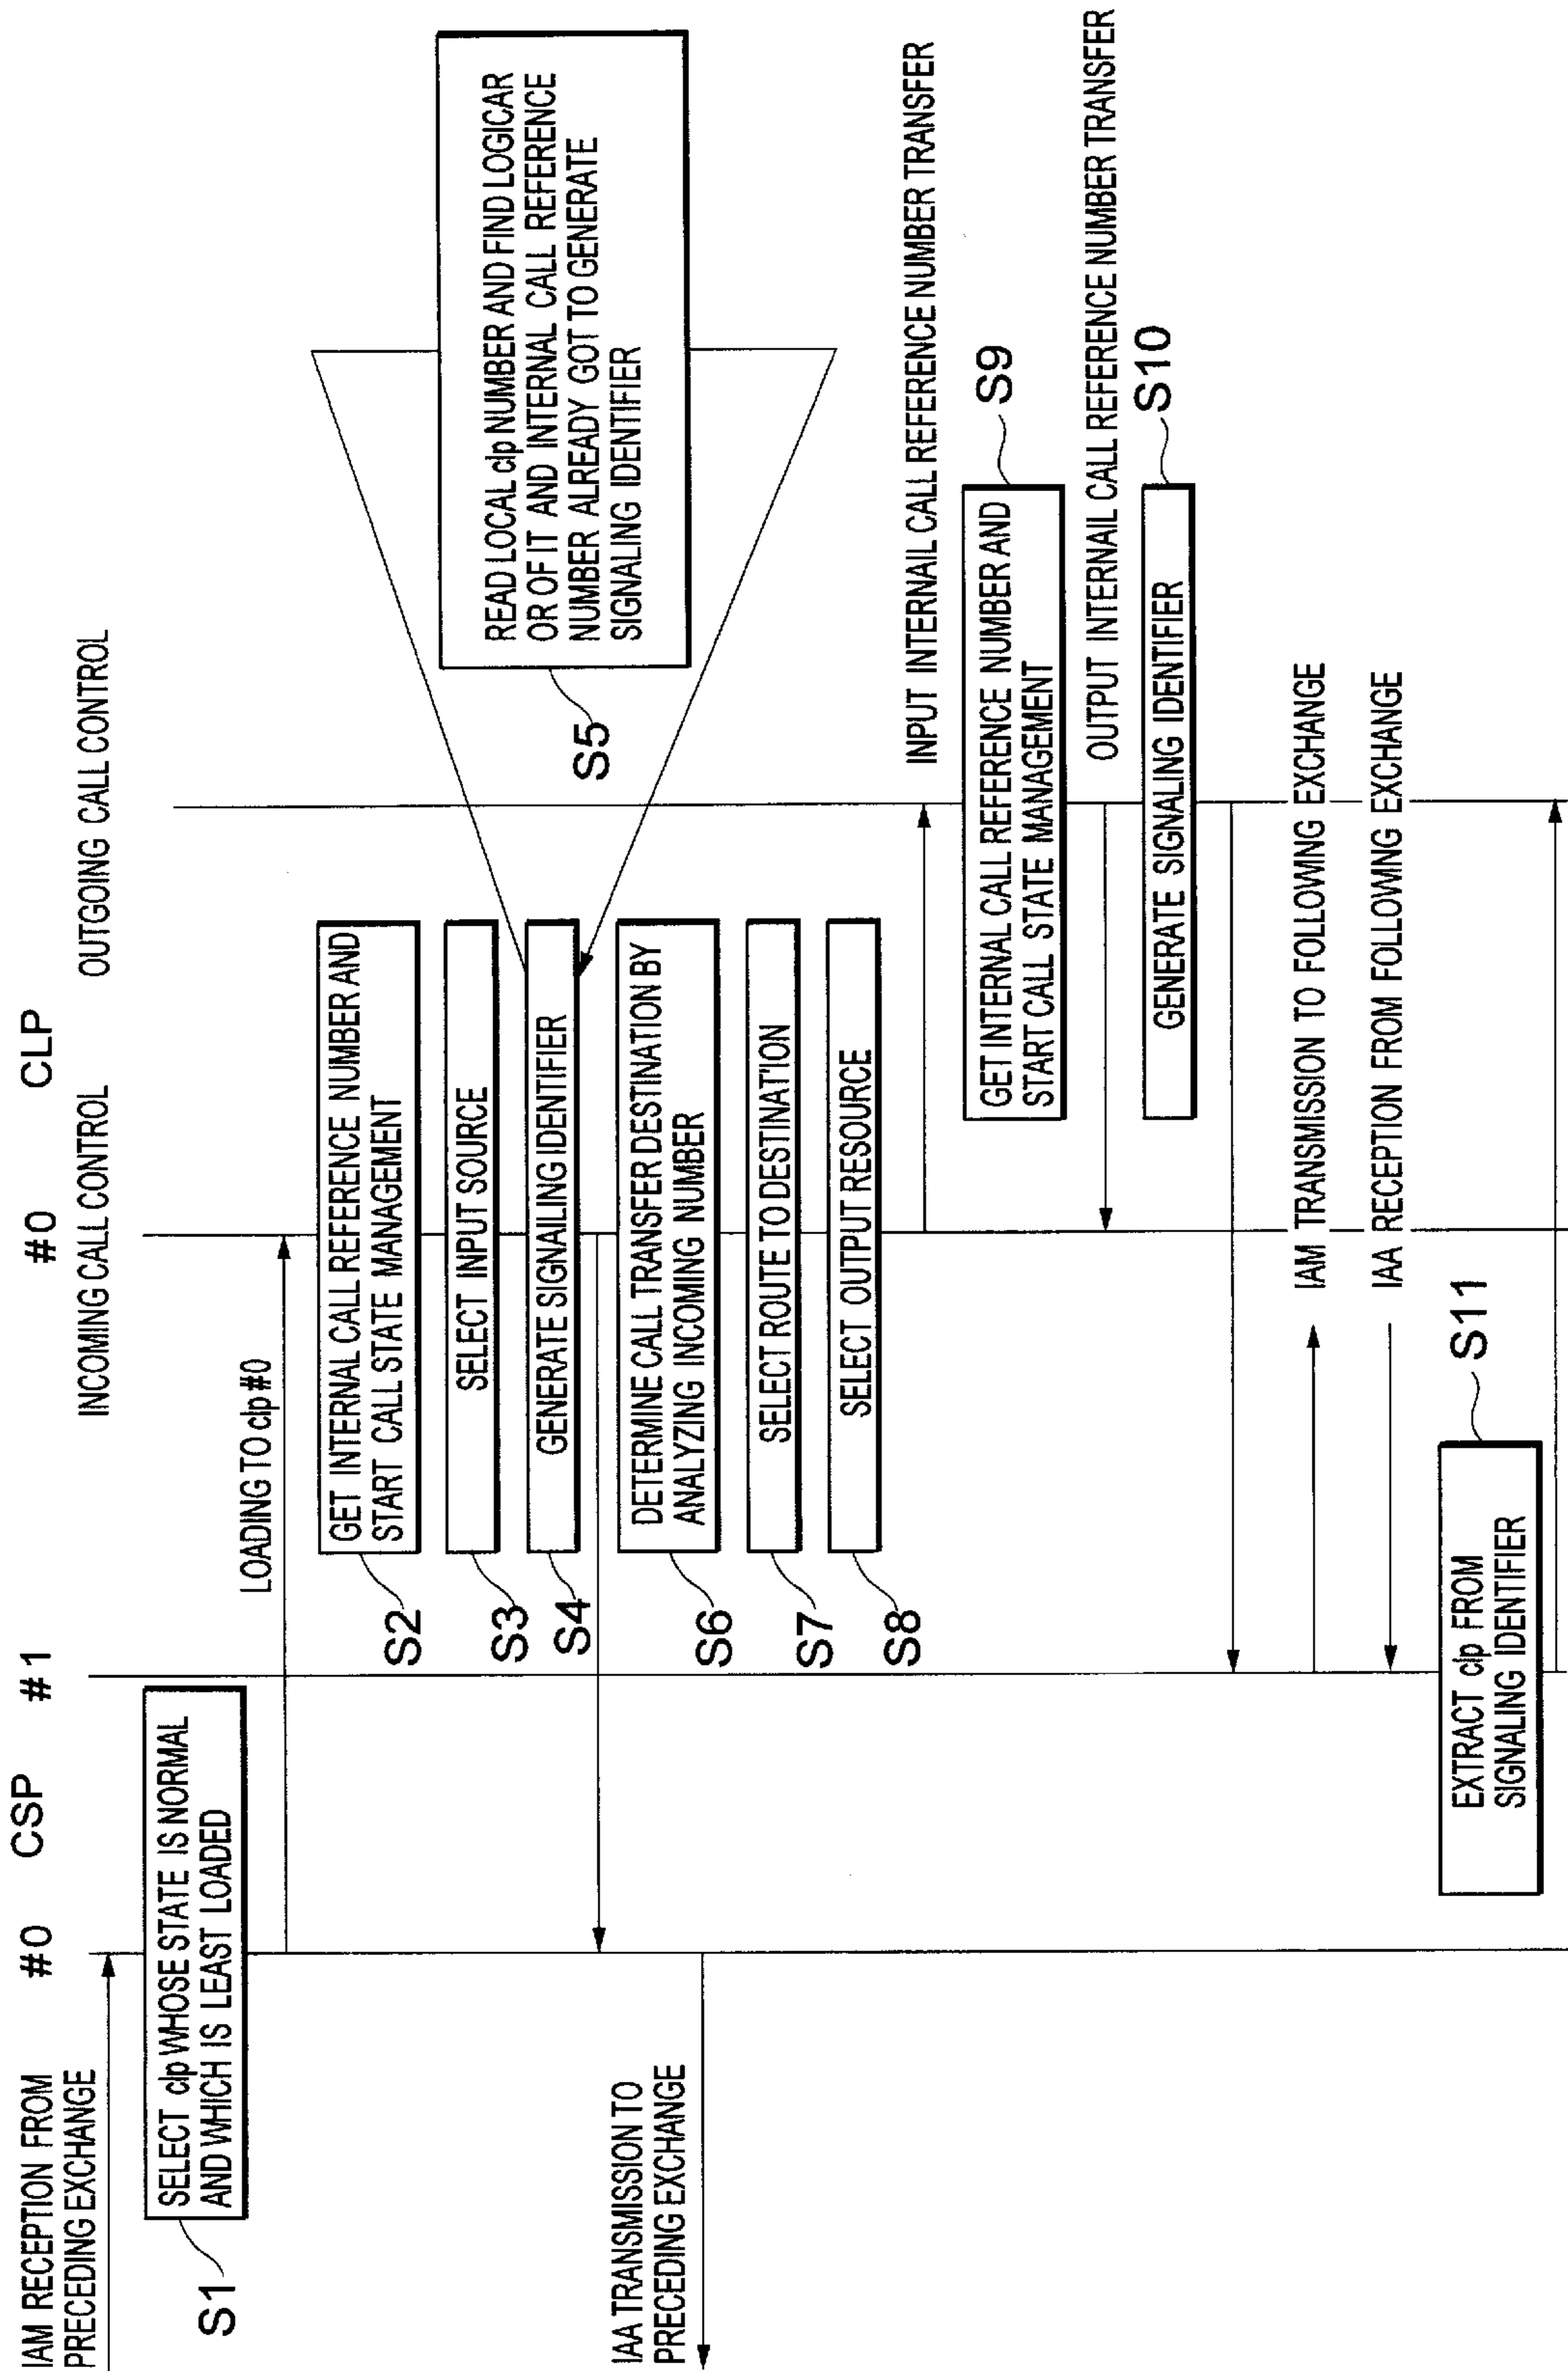 #0 CSP #1
#0 CLP
INCOMING CALL CONTROL
OUTGOING CALL CONTROL
IAM RECEPTION FROM
PRECEDING EXCHANGE
S1
SELECT clp WHOSE STATE IS NORMAL
AND WHICH IS LEAST LOADED
LOADING TO clp #0
S2
GET INTERNAL CALL REFERENCE NUMBER AND
START CALL STATE MANAGEMENT
S3
SELECT INPUT SOURCE
S4
GENERATE SIGNAILING IDENTIFIER
S5
READ LOCAL clp NUMBER AND FIND LOGICAR
OR OF IT AND INTERNAL CALL REFERENCE
NUMBER ALREADY GOT TO GENERATE
SIGNALING IDENTIFIER
IAA TRANSMISSION TO
PRECEDING EXCHANGE
S6
DETERMINE CALL TRANSFER DESTINATION BY
ANALYZING INCOMING NUMBER
S7
SELECT ROUTE TO DESTINATION
S8
SELECT OUTPUT RESOURCE
INPUT INTERNAIL CALL REFERENCE NUMBER TRANSFER
GET INTERNAL CALL REFERENCE NUMBER AND
START CALL STATE MANAGEMENT
S9
OUTPUT INTERNAIL CALL REFERENCE NUMBER TRANSFER
GENERATE SIGNALING IDENTIFIER
S10
IAM TRANSMISSION TO FOLLOWING EXCHANGE
IAA RECEPTION FROM FOLLOWING EXCHANGE
EXTRACT clp FROM
SIGNALING IDENTIFIER
S11